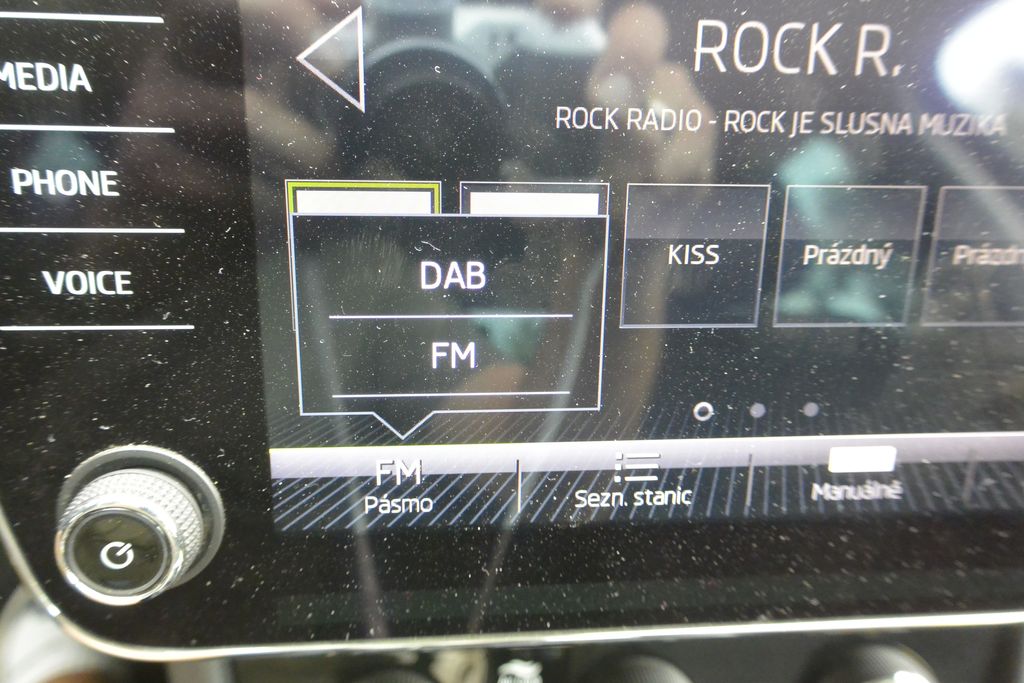 ROCK R.
ROCK RADIO - ROCK JE SLUSNA MUZIKA
MEDIA
PHONE
VOICE
DAB
FM
KISS
Prázdný
Prázdn
FM
Pásmo
Sezn. stanic
Manuálně